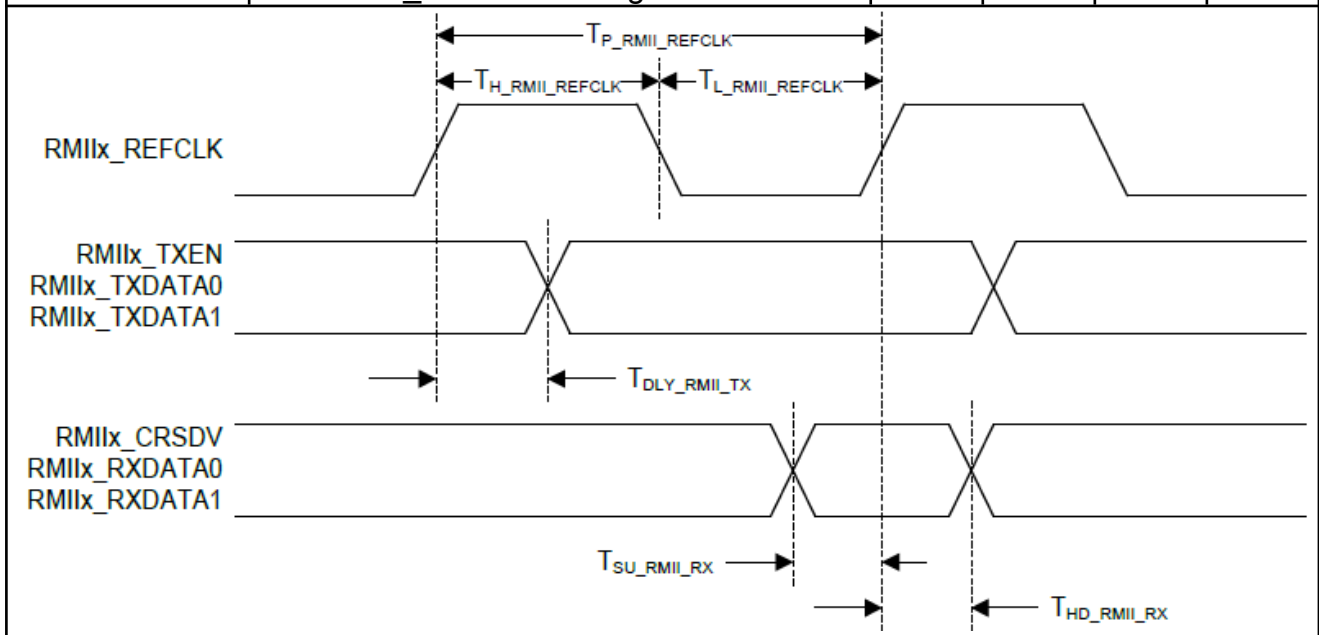 T_P_RMII_REFCLK
T_H_RMII_REFCLK T_L_RMII_REFCLK
RMIIx_REFCLK
RMIIx_TXEN
RMIIx_TXDATA0
RMIIx_TXDATA1
T_DLY_RMII_TX
RMIIx_CRSDV
RMIIx_RXDATA0
RMIIx_RXDATA1
T_SU_RMII_RX
T_HD_RMII_RX